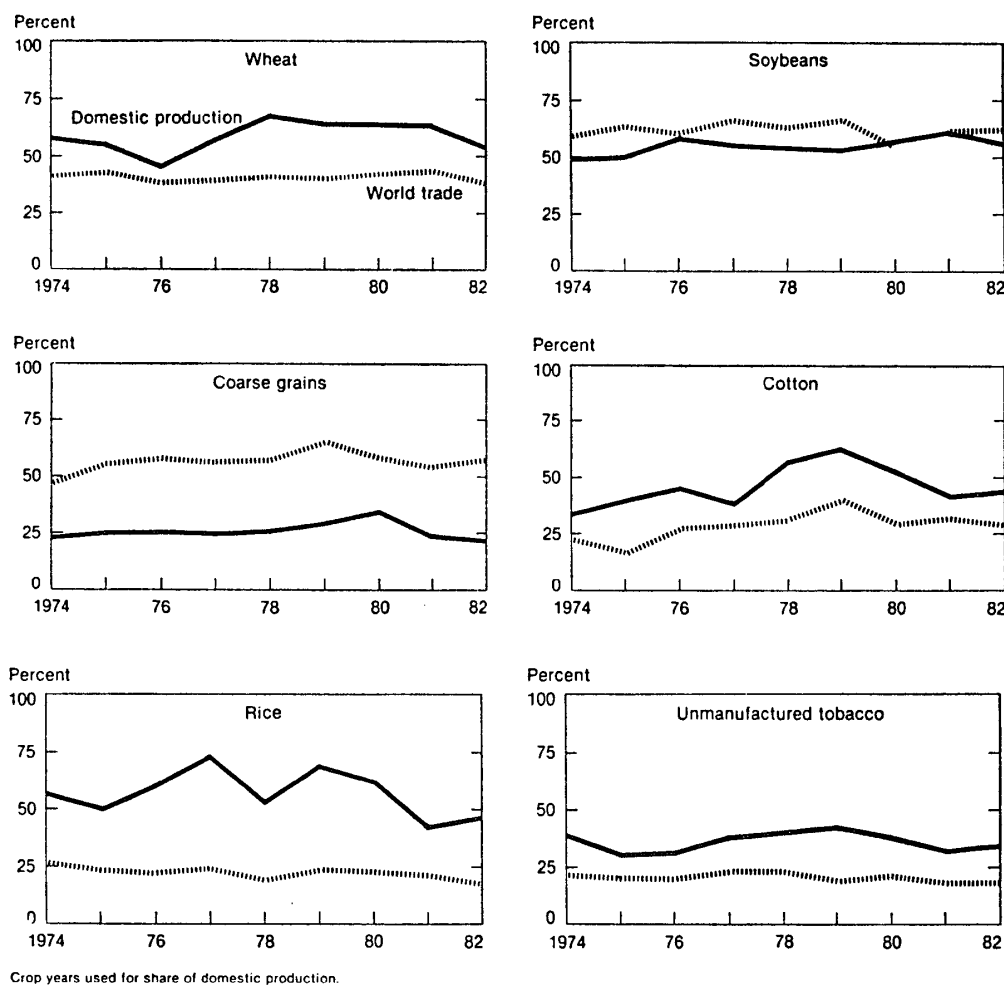 Percent
100
Wheat
75
Domestic production
50
World trade
25
0
1974 76 78 80 82
Percent
100
Soybeans
75
50
25
0
1974 76 78 80 82
Percent
100
Coarse grains
75
50
25
0
1974 76 78 80 82
Percent
100
Cotton
75
50
25
0
1974 76 78 80 82
Percent
100
Rice
75
50
25
0
1974 76 78 80 82
Percent
100
Unmanufactured tobacco
75
50
25
0
1974 76 78 80 82
Crop years used for share of domestic production.